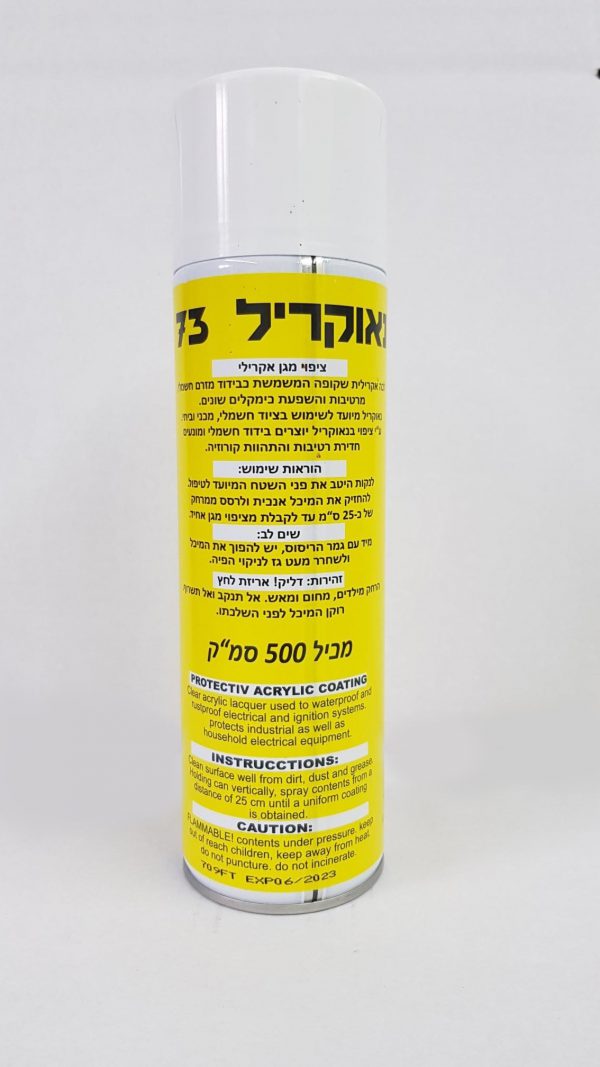 נאוקריל 73
ציפוי מגן אקרילי
לכה אקרילית שקופה המשמשת כבידוד מזרם חשמלי,
מרטיבות והשפעת כימקלים שונים.
נאוקריל מיועד לשימוש בציוד חשמלי, מכני וביתי.
ע"י ציפוי בנאוקריל יוצרים בידוד חשמלי ומונעים
חדירת רטיבות והתהוות קורוזיה.
הוראות שימוש:
לנקות היטב את פני השטח המיועד לטיפול.
להחזיק את המיכל אנכית ולרסס ממרחק
של כ-25 ס"מ עד לקבלת מציפוי מגן אחיד.
שים לב:
מיד עם גמר הריסוס, יש להפוך את המיכל
ולשחרר מעט גז לניקוי הפיה.
זהירות: דליק! אריזת לחץ
הרחק מילדים, מחום ומאש. אל תנקב ואל תשרוף
רוקן המיכל לפני השלכתו.
מכיל 500 סמ"ק
PROTECTIV ACRYLIC COATING
Clear acrylic lacquer used to waterproof and
rustproof electrical and ignition systems.
protects industrial as well as
household electrical equipment.
INSTRUCCTIONS:
Clean surface well from dirt, dust and grease.
Holding can vertically, spray contents from a
distance of 25 cm until a uniform coating
is obtained.
CAUTION:
FLAMMABLE! contents under pressure. keep
out of reach children, keep away from heat.
do not puncture. do not incinerate.
709FT EXP06/2023